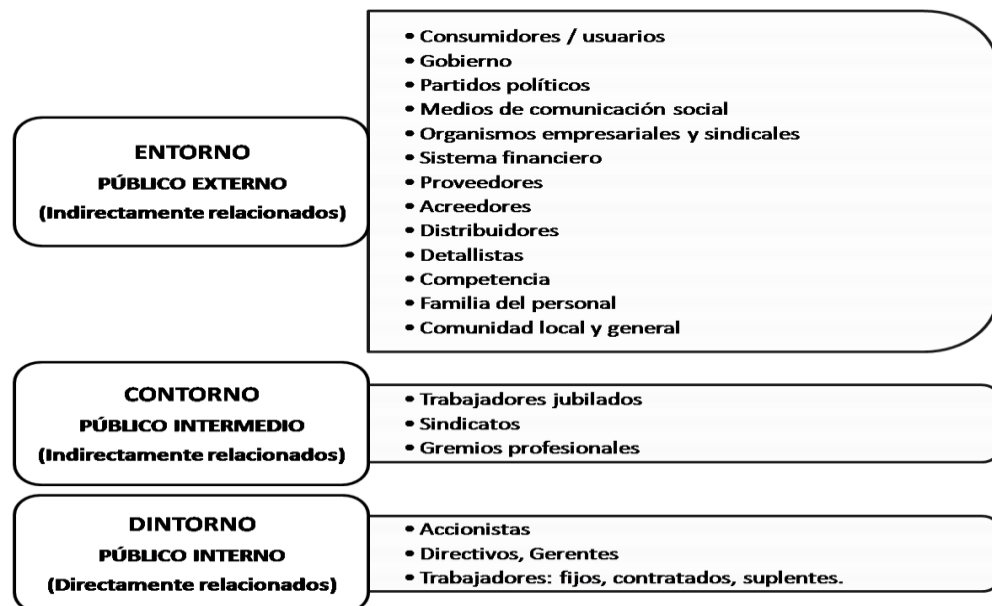 ENTORNO
PÚBLICO EXTERNO
(Indirectamente relacionados)
• Consumidores / usuarios
• Gobierno
• Partidos políticos
• Medios de comunicación social
• Organismos empresariales y sindicales
• Sistema financiero
• Proveedores
• Acreedores
• Distribuidores
• Detallistas
• Competencia
• Familia del personal
• Comunidad local y general
CONTORNO
PÚBLICO INTERMEDIO
(Indirectamente relacionados)
• Trabajadores jubilados
• Sindicatos
• Gremios profesionales
DINTORNO
PÚBLICO INTERNO
(Directamente relacionados)
• Accionistas
• Directivos, Gerentes
• Trabajadores: fijos, contratados, suplentes.